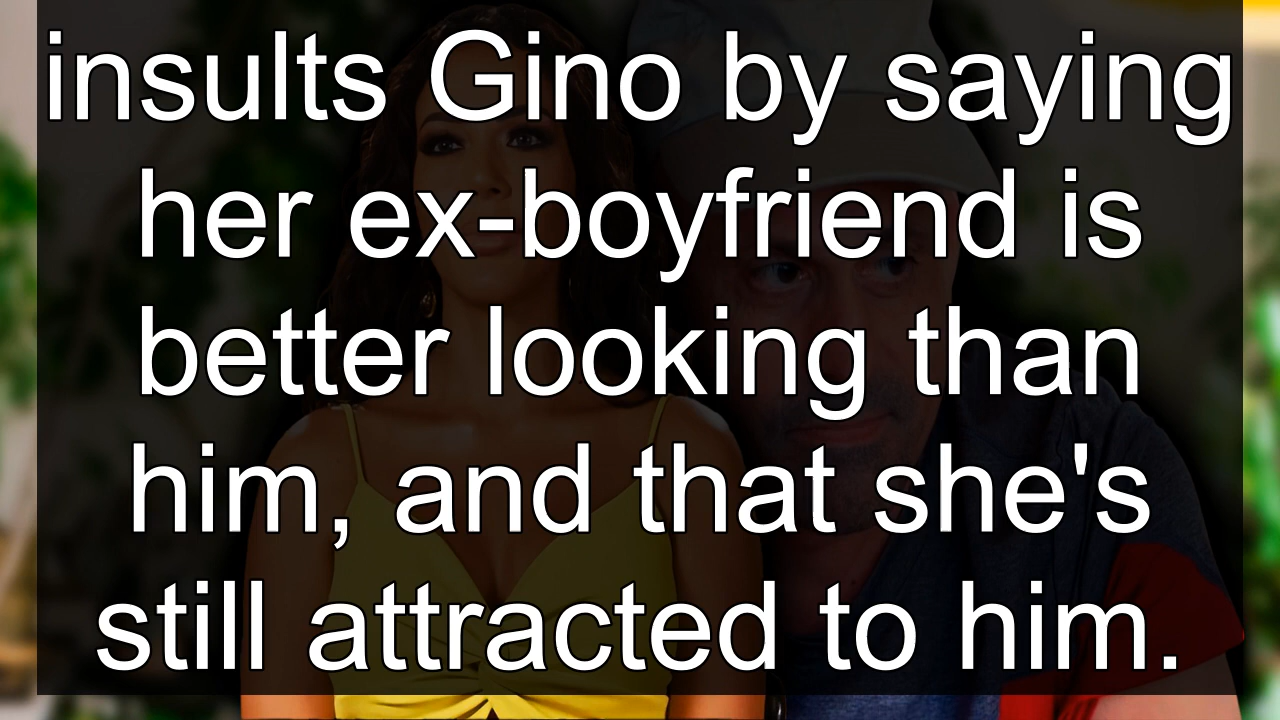 insults Gino by saying
her ex-boyfriend is
better looking than
him, and that she's
still attracted to him.